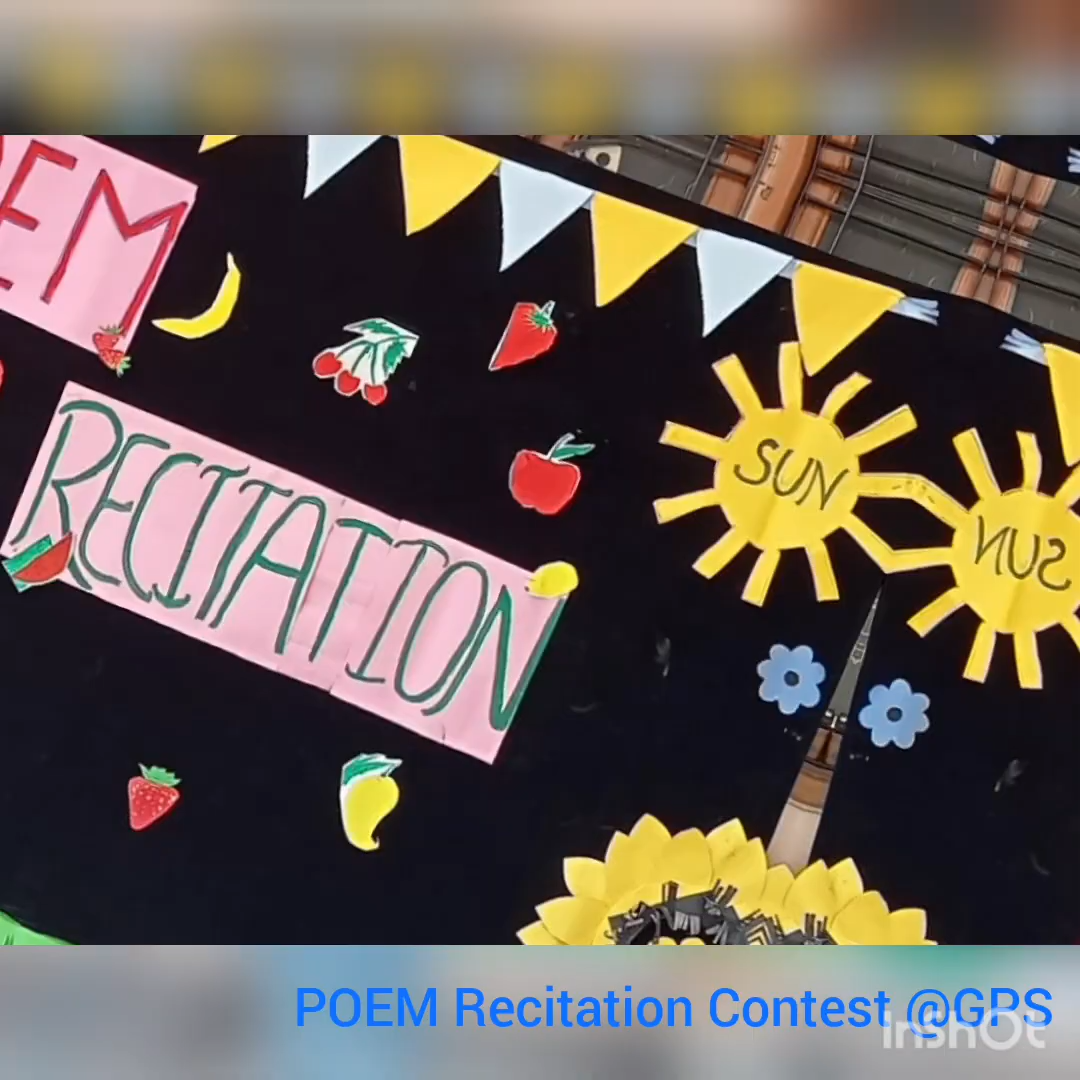 EM
RECITATION
SUN
SUN
POEM Recitation Contest @GPS
InShOt